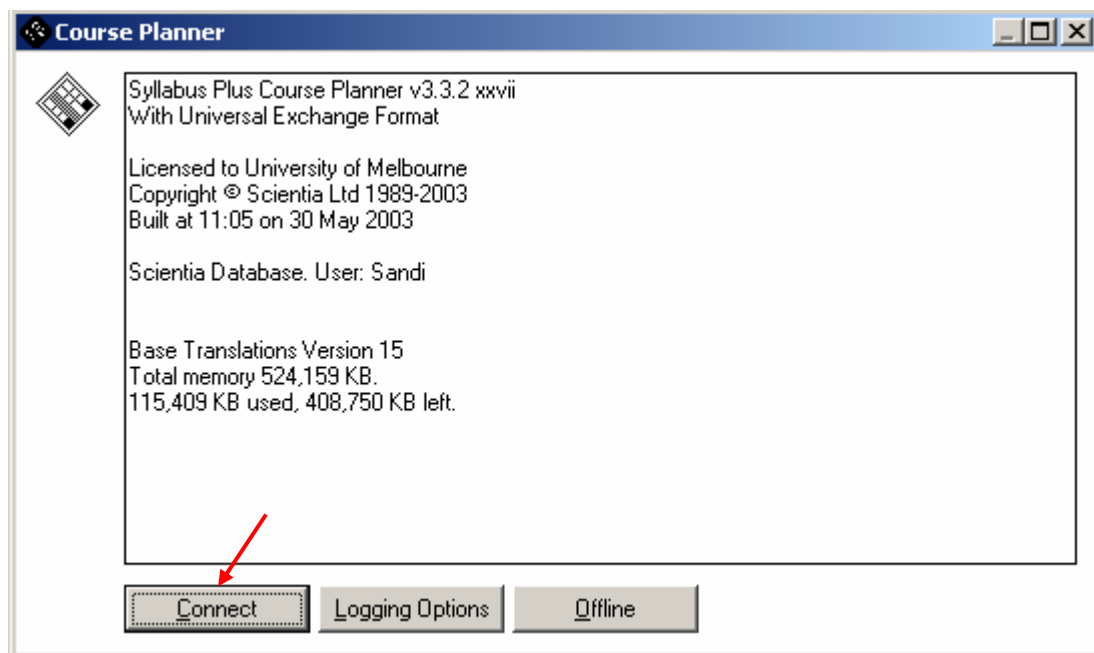 Course Planner
Syllabus Plus Course Planner v3.3.2 xxvii
With Universal Exchange Format
Licensed to University of Melbourne
Copyright © Scientia Ltd 1989-2003
Built at 11:05 on 30 May 2003
Scientia Database. User: Sandi
Base Translations Version 15
Total memory 524,159 KB.
115,409 KB used, 408,750 KB left.
Connect Logging Options Offline